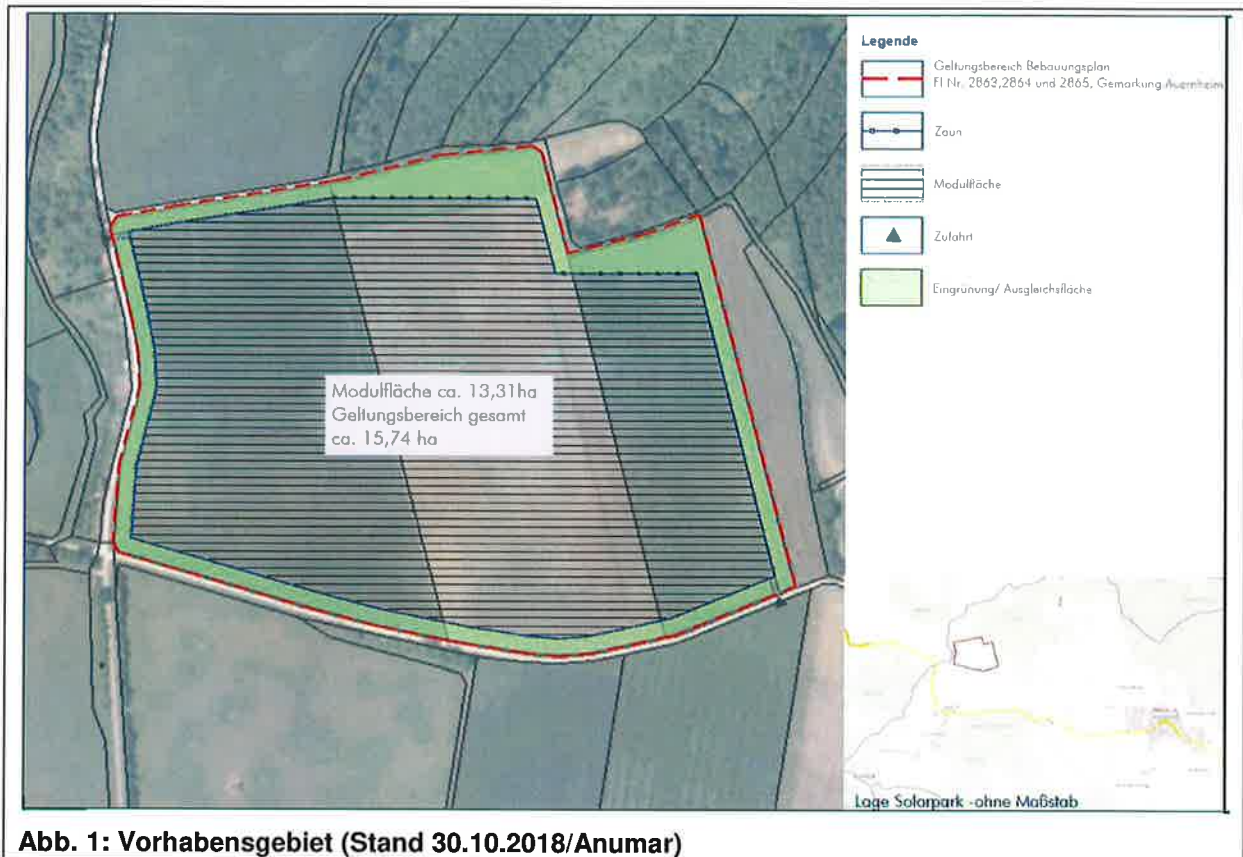 Legende
Geltungsbereich Bebauungsplan
Fl Nr. 2863,2864 und 2865, Gemarkung Auernheim
Zaun
Modulfläche
Zufahrt
Eingrünung/ Ausgleichsfläche
Modulfläche ca. 13,31ha
Geltungsbereich gesamt
ca. 15,74 ha
Lage Solarpark -ohne Maßstab
Abb. 1: Vorhabensgebiet (Stand 30.10.2018/Anumar)